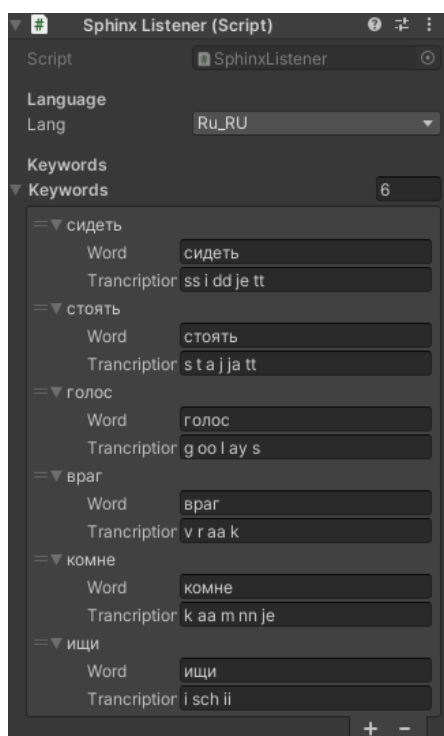 # Sphinx Listener (Script)
Script SphinxListener
Language
Lang Ru_RU
Keywords
Keywords 6
сидеть
Word сидеть
Trancription ss i dd je tt
стоять
Word стоять
Trancription s t a j ja tt
голос
Word голос
Trancription g oo l ay s
враг
Word враг
Trancription v r aa k
комне
Word комне
Trancription k aa m nn je
ищи
Word ищи
Trancription i sch ii
+ −